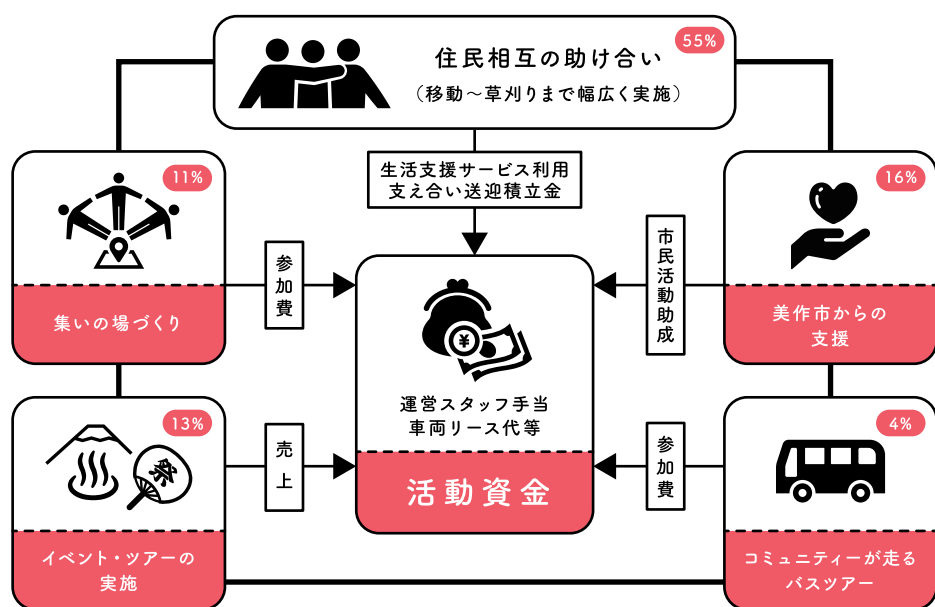 55%
住民相互の助け合い
（移動〜草刈りまで幅広く実施）
生活支援サービス利用
支え合い送迎積立金
11%
集いの場づくり
参加費
16%
美作市からの
支援
市民活動助成
¥
運営スタッフ手当
車両リース代等
活動資金
13%
祭
イベント・ツアーの
実施
売上
4%
コミュニティーが走る
バスツアー
参加費